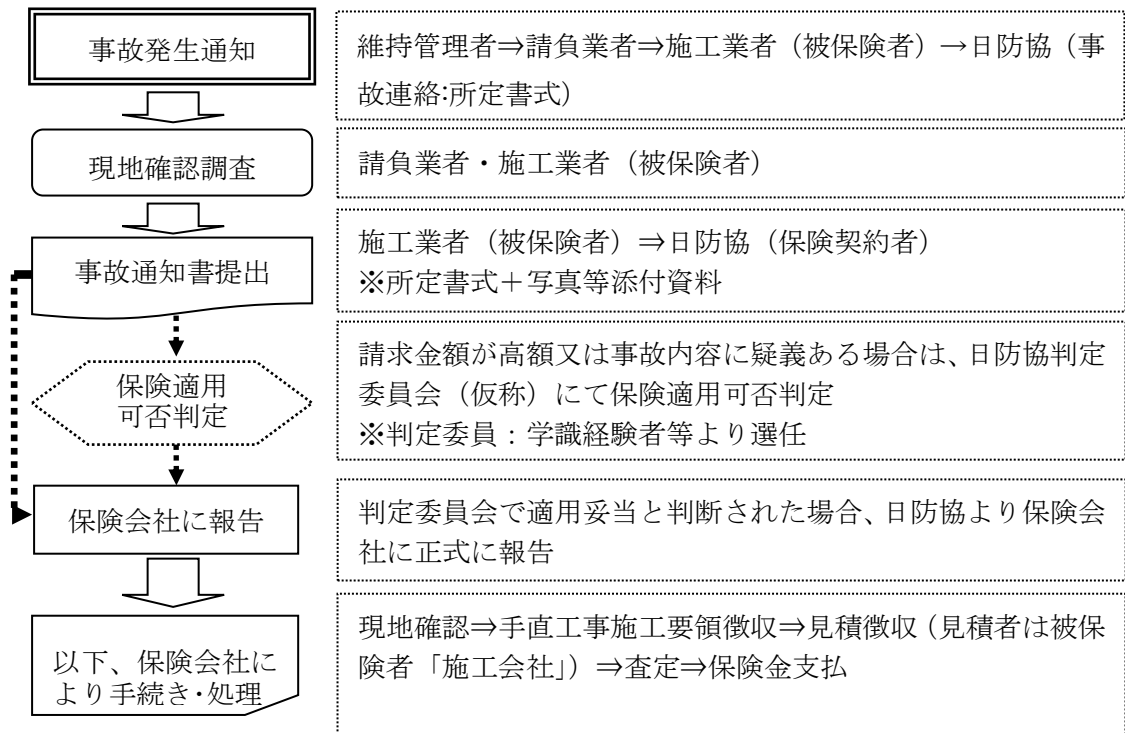 事故発生通知
維持管理者⇒請負業者⇒施工業者（被保険者）→日防協（事
故連絡:所定書式）
現地確認調査
請負業者・施工業者（被保険者）
事故通知書提出
施工業者（被保険者）⇒日防協（保険契約者）
※所定書式＋写真等添付資料
保険適用
可否判定
請求金額が高額又は事故内容に疑義ある場合は、日防協判定
委員会（仮称）にて保険適用可否判定
※判定委員：学識経験者等より選任
保険会社に報告
判定委員会で適用妥当と判断された場合、日防協より保険会
社に正式に報告
以下、保険会社に
より手続き・処理
現地確認⇒手直工事施工要領徴収⇒見積徴収（見積者は被保
険者「施工会社」）⇒査定⇒保険金支払